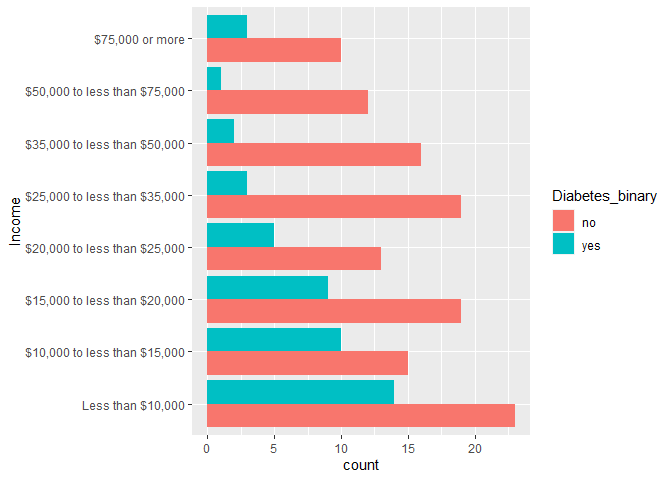 $75,000 or more
$50,000 to less than $75,000
$35,000 to less than $50,000
$25,000 to less than $35,000
$20,000 to less than $25,000
$15,000 to less than $20,000
$10,000 to less than $15,000
Less than $10,000
Income
0 5 10 15 20
count
Diabetes_binary
no
yes